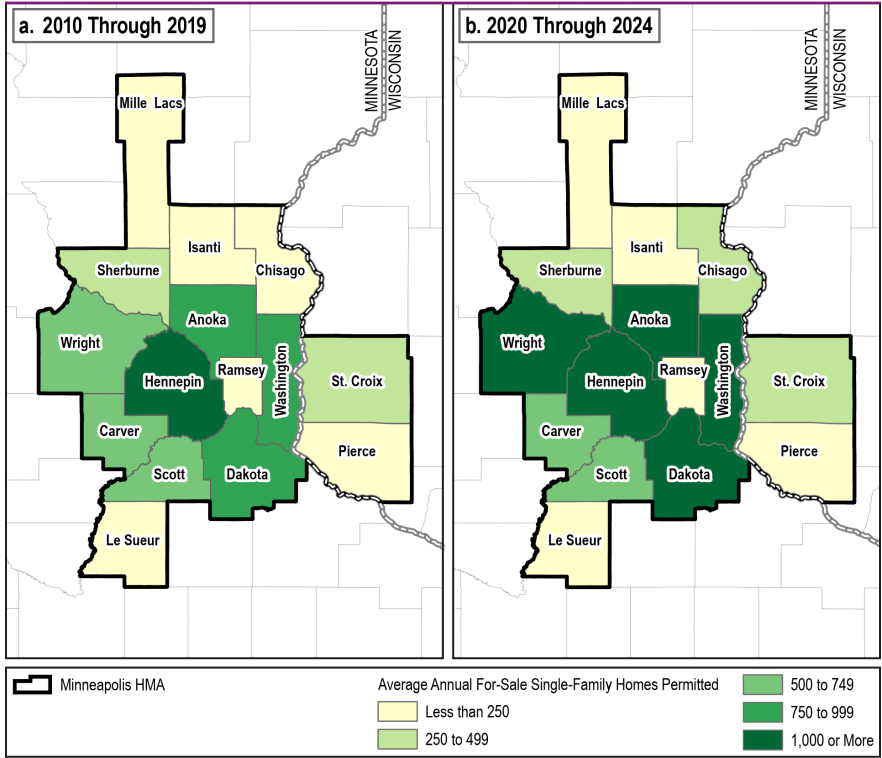 a. 2010 Through 2019
MINNESOTA
WISCONSIN
Mille Lacs
Isanti
Sherburne
Chisago
Anoka
Wright
Ramsey
Hennepin
Washington
St. Croix
Carver
Pierce
Scott
Dakota
Le Sueur
b. 2020 Through 2024
MINNESOTA
WISCONSIN
Mille Lacs
Isanti
Sherburne
Chisago
Anoka
Wright
Ramsey
Hennepin
Washington
St. Croix
Carver
Pierce
Scott
Dakota
Le Sueur
Minneapolis HMA
Average Annual For-Sale Single-Family Homes Permitted
Less than 250
250 to 499
500 to 749
750 to 999
1,000 or More